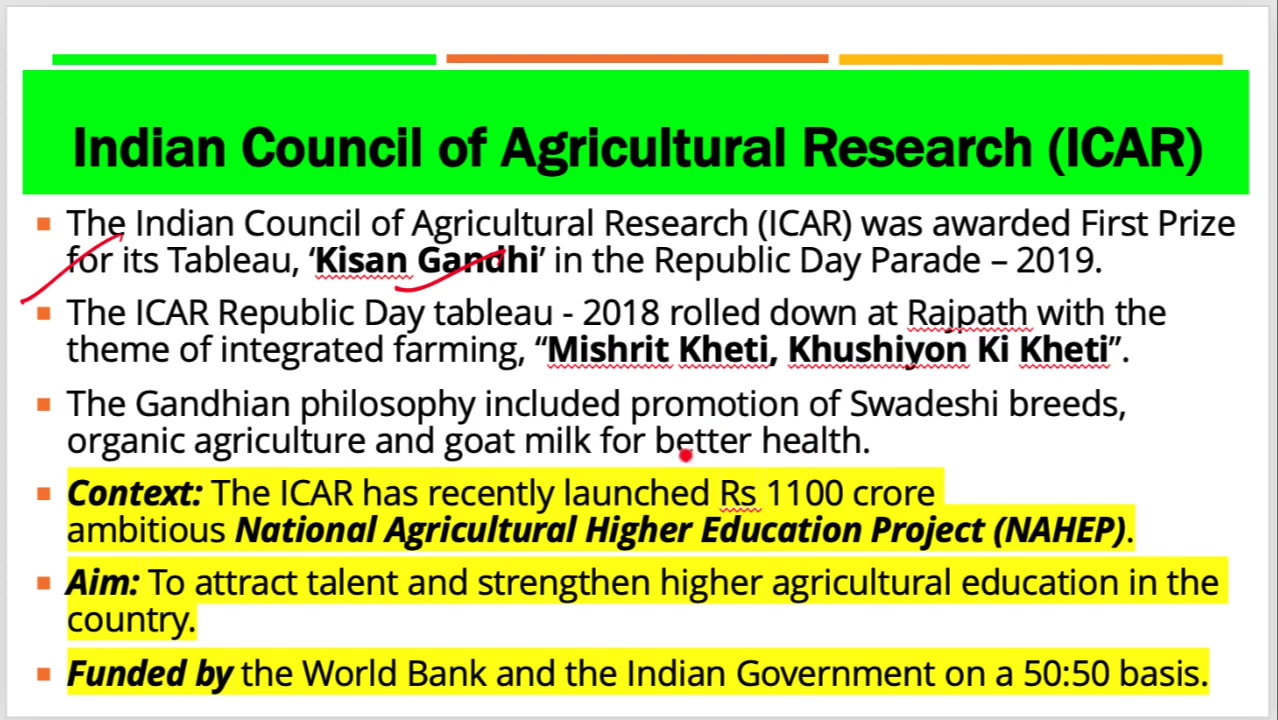 Indian Council of Agricultural Research (ICAR)
The Indian Council of Agricultural Research (ICAR) was awarded First Prize
for its Tableau, ‘Kisan Gandhi’ in the Republic Day Parade – 2019.
The ICAR Republic Day tableau - 2018 rolled down at Rajpath with the
theme of integrated farming, “Mishrit Kheti, Khushiyon Ki Kheti”.
The Gandhian philosophy included promotion of Swadeshi breeds,
organic agriculture and goat milk for better health.
Context: The ICAR has recently launched Rs 1100 crore
ambitious National Agricultural Higher Education Project (NAHEP).
Aim: To attract talent and strengthen higher agricultural education in the
country.
Funded by the World Bank and the Indian Government on a 50:50 basis.